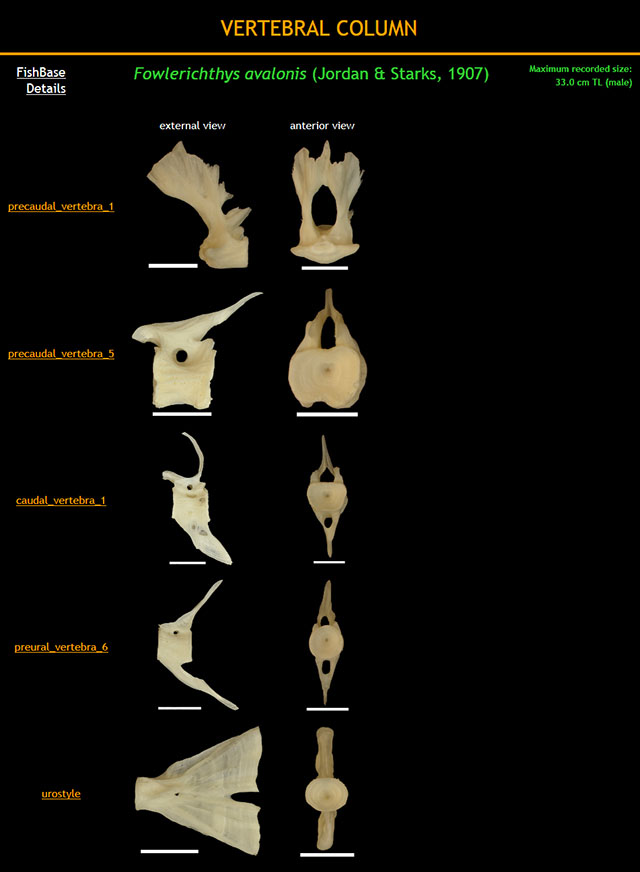 VERTEBRAL COLUMN
FishBase
Details
Fowlerichthys avalonis (Jordan & Starks, 1907)
Maximum recorded size:
33.0 cm TL (male)
external view
anterior view
precaudal_vertebra_1
precaudal_vertebra_5
caudal_vertebra_1
preural_vertebra_6
urostyle